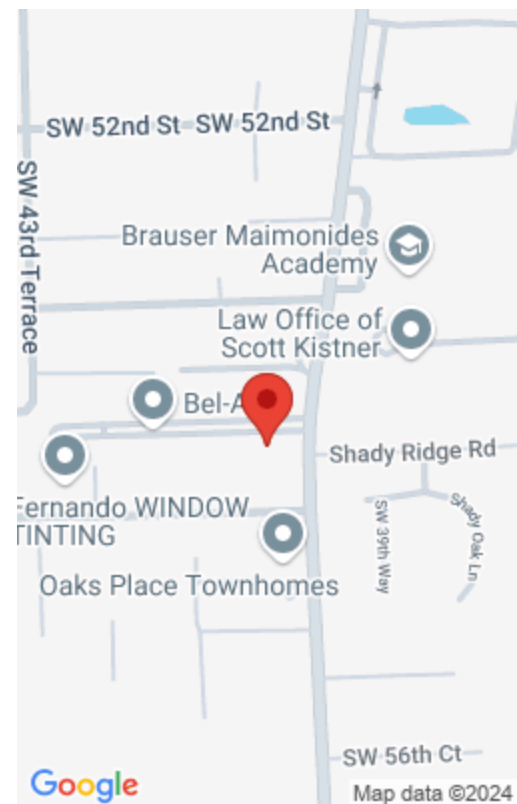 SW 52nd St
SW 52nd St
SW 43rd Terrace
Brauser Maimonides
Academy
Law Office of
Scott Kistner
Bel-A
Shady Ridge Rd
Fernando WINDOW
TINTING
SW 39th Way
Shady Oak Ln
Oaks Place Townhomes
SW 56th Ct
Google
Map data ©2024